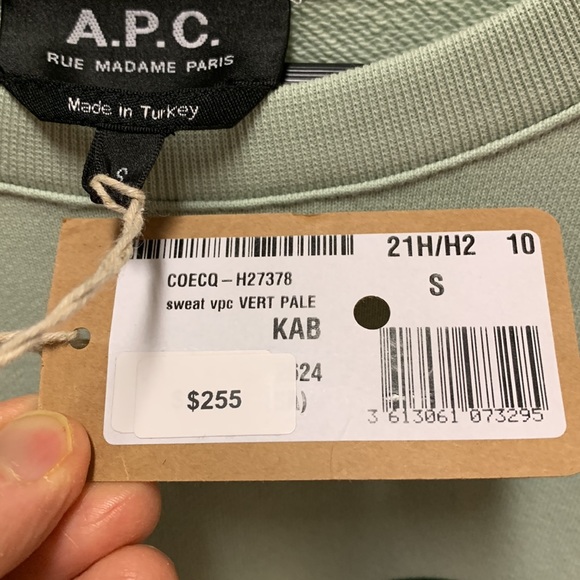 A.P.C.
RUE MADAME PARIS
Made in Turkey
S
21H/H2 10
COECQ-H27378
sweat vpc VERT PALE
S
KAB
624
$255
3 613061 073295